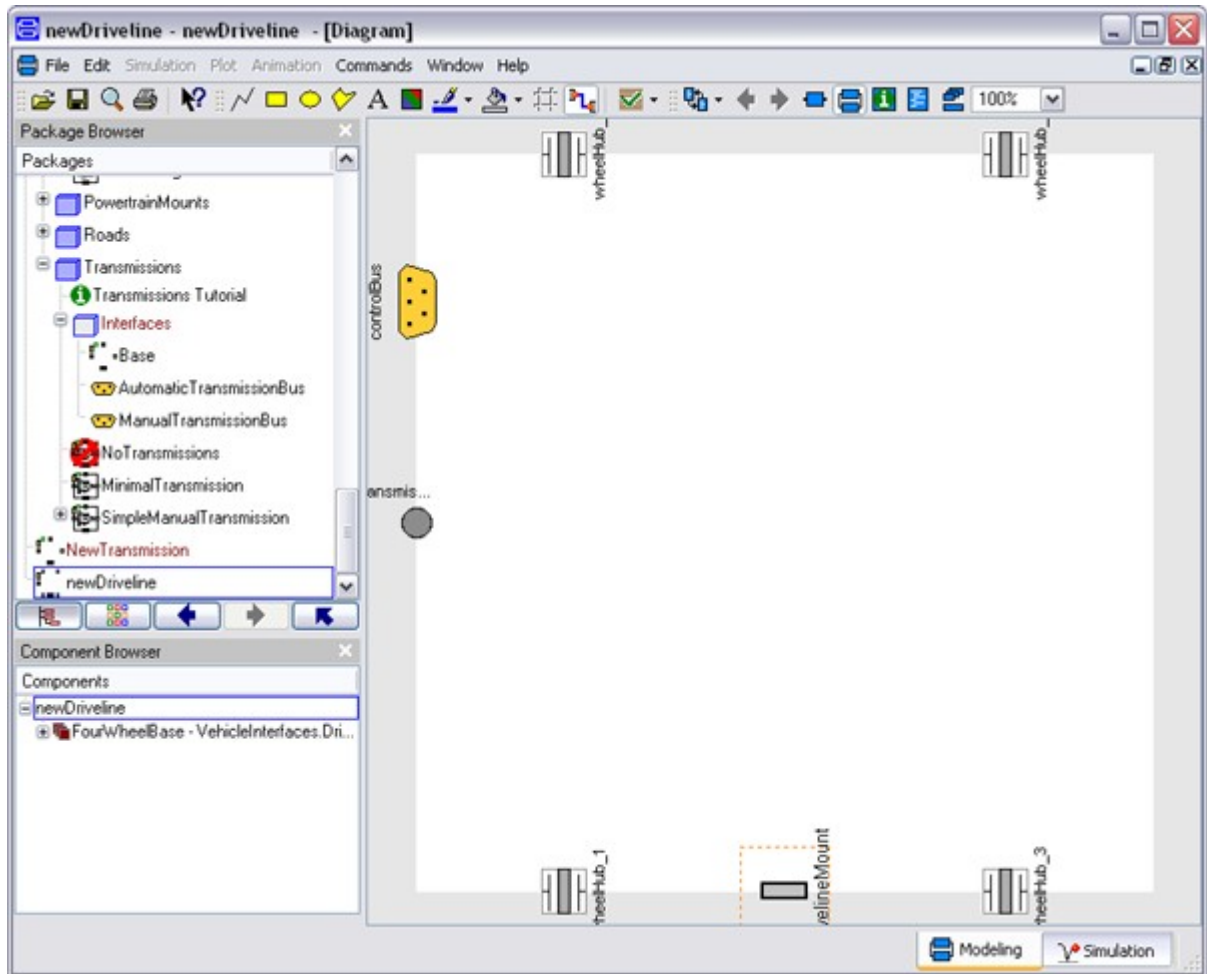 newDriveline - newDriveline - [Diagram]
File Edit Simulation Plot Animation Commands Window Help
100%
Package Browser
Packages
PowertrainMounts
Roads
Transmissions
Transmissions Tutorial
Interfaces
Base
AutomaticTransmissionBus
ManualTransmissionBus
NoTransmissions
MinimalTransmission
SimpleManualTransmission
NewTransmission
newDriveline
Component Browser
Components
newDriveline
FourWheelBase - VehicleInterfaces.Dri...
wheelHub_
wheelHub_
controlBus
ansmis...
heelHub_1
velineMount
heelHub_3
Modeling
Simulation